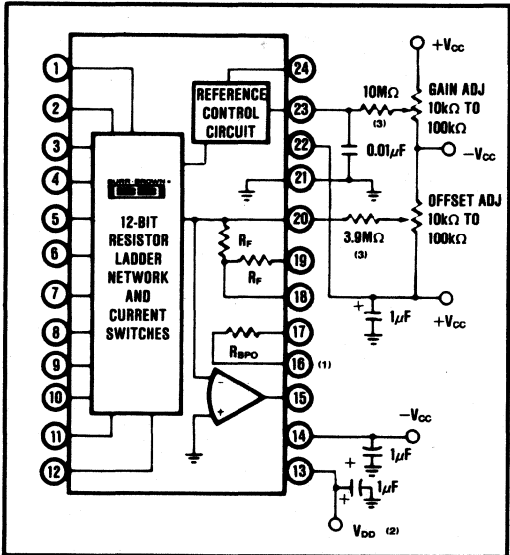 +VCC
1
24
REFERENCE
CONTROL
CIRCUIT
2
23
10MΩ
(3)
GAIN ADJ
10kΩ TO
100kΩ
3
22
0.01μF
−VCC
4
21
BURR-BROWN®
BB
5
12-BIT
RESISTOR
LADDER
NETWORK
AND
CURRENT
SWITCHES
20
3.9MΩ
(3)
OFFSET ADJ
10kΩ TO
100kΩ
RF
6
19
RF
7
18
+
1μF
+VCC
8
17
RBPO
9
16 (1)
10
-
+
15
11
14
−VCC
+
1μF
12
13
+
1μF
VDD (2)